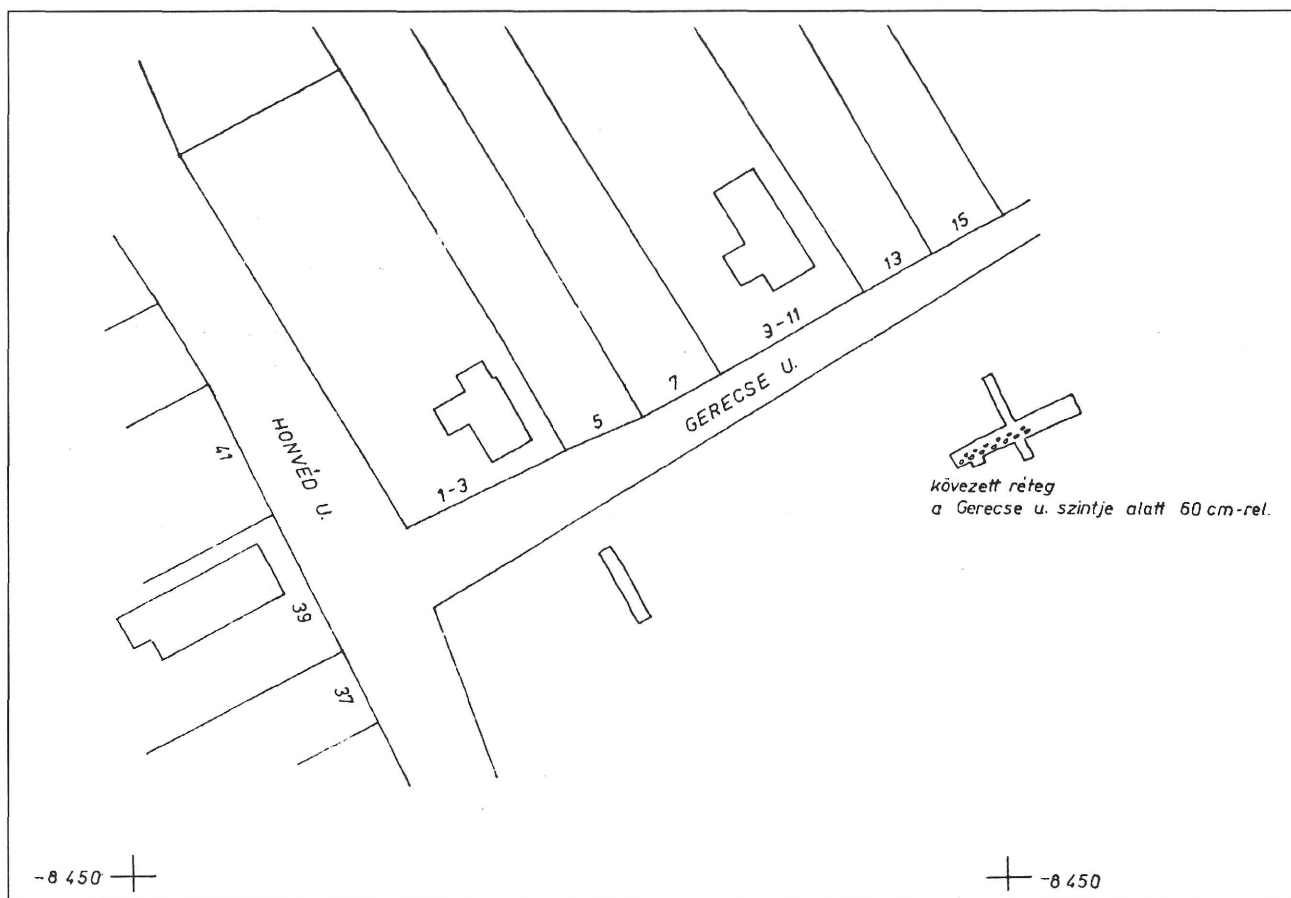 15
13
9-11
7
GERECSE U.
5
HONVÉD U.
41
1-3
kövezett réteg
a Gerecse u. szintje alatt 60 cm-rel.
39
37
-8 450
-8 450